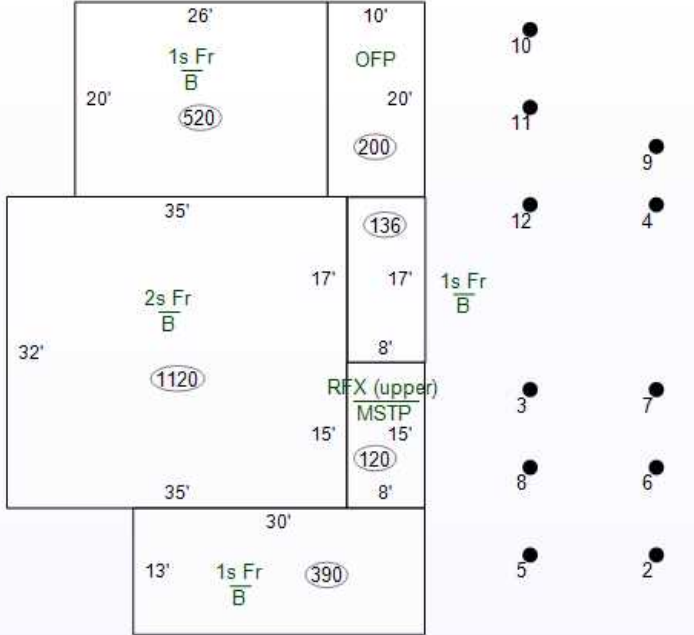 26'
10'
10
1s Fr
B
OFP
20'
20'
11
520
200
9
35'
136
12
4
17'
17'
1s Fr
B
2s Fr
B
32'
8'
1120
RFX (upper)
MSTP
3
7
15'
15'
120
8
6
35'
8'
30'
13'
1s Fr
B
390
5
2